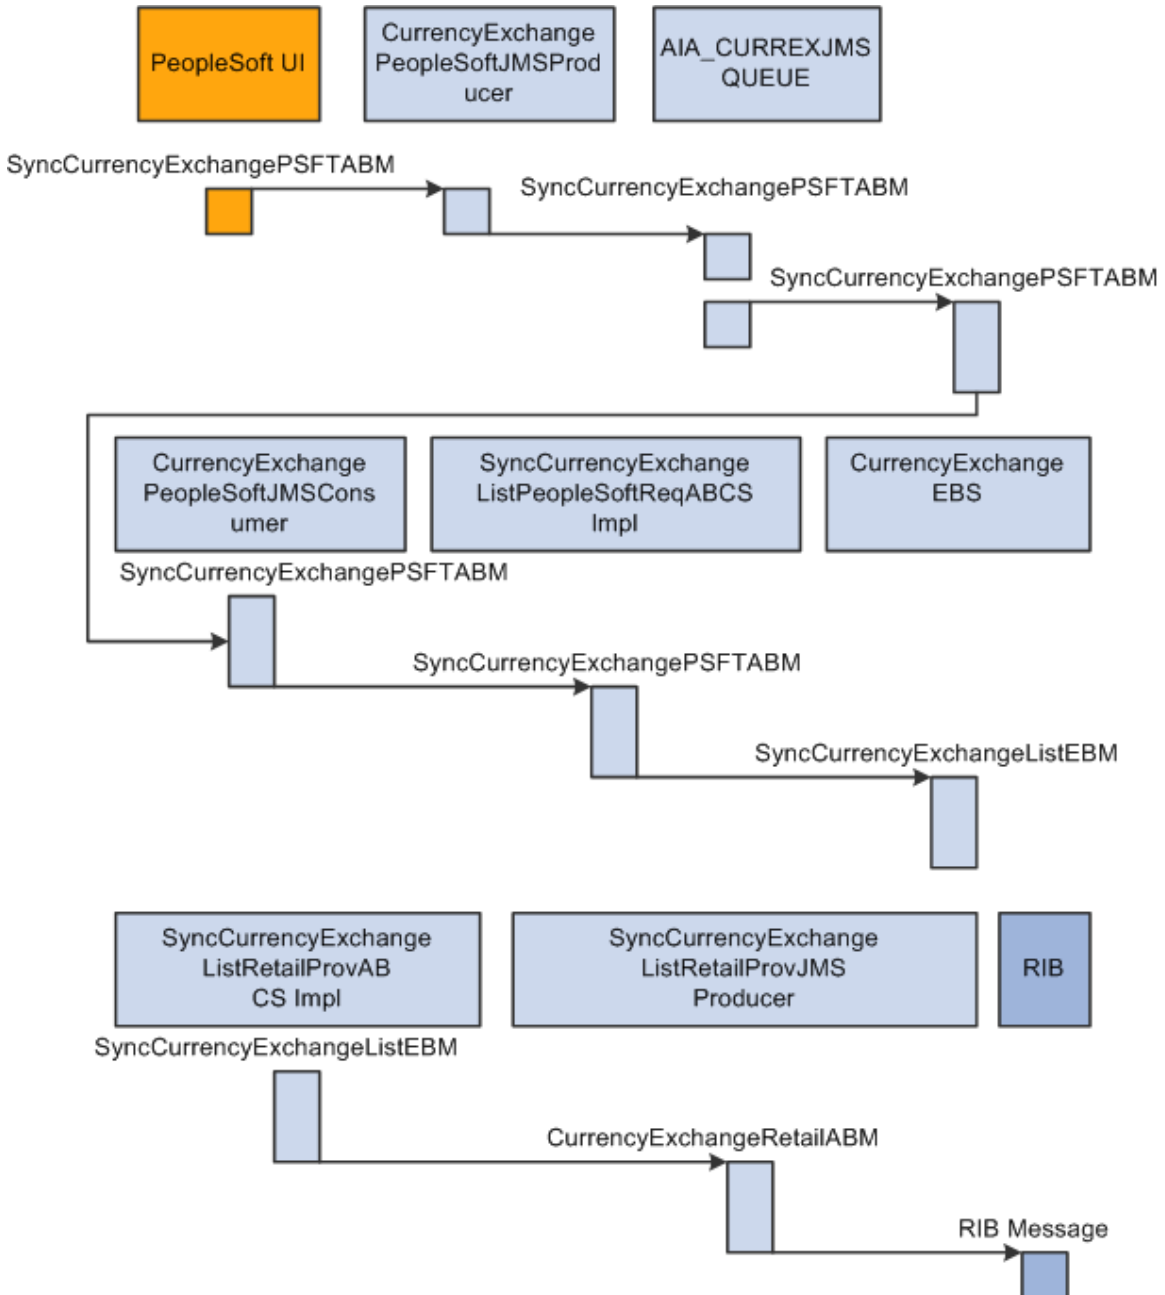 PeopleSoft UI
CurrencyExchange
PeopleSoftJMSProd
ucer
AIA_CURREXJMS
QUEUE
SyncCurrencyExchangePSFTABM
SyncCurrencyExchangePSFTABM
SyncCurrencyExchangePSFTABM
CurrencyExchange
PeopleSoftJMSCons
umer
SyncCurrencyExchange
ListPeopleSoftReqABCS
Impl
CurrencyExchange
EBS
SyncCurrencyExchangePSFTABM
SyncCurrencyExchangePSFTABM
SyncCurrencyExchangeListEBM
SyncCurrencyExchange
ListRetailProvAB
CS Impl
SyncCurrencyExchange
ListRetailProvJMS
Producer
RIB
SyncCurrencyExchangeListEBM
CurrencyExchangeRetailABM
RIB Message